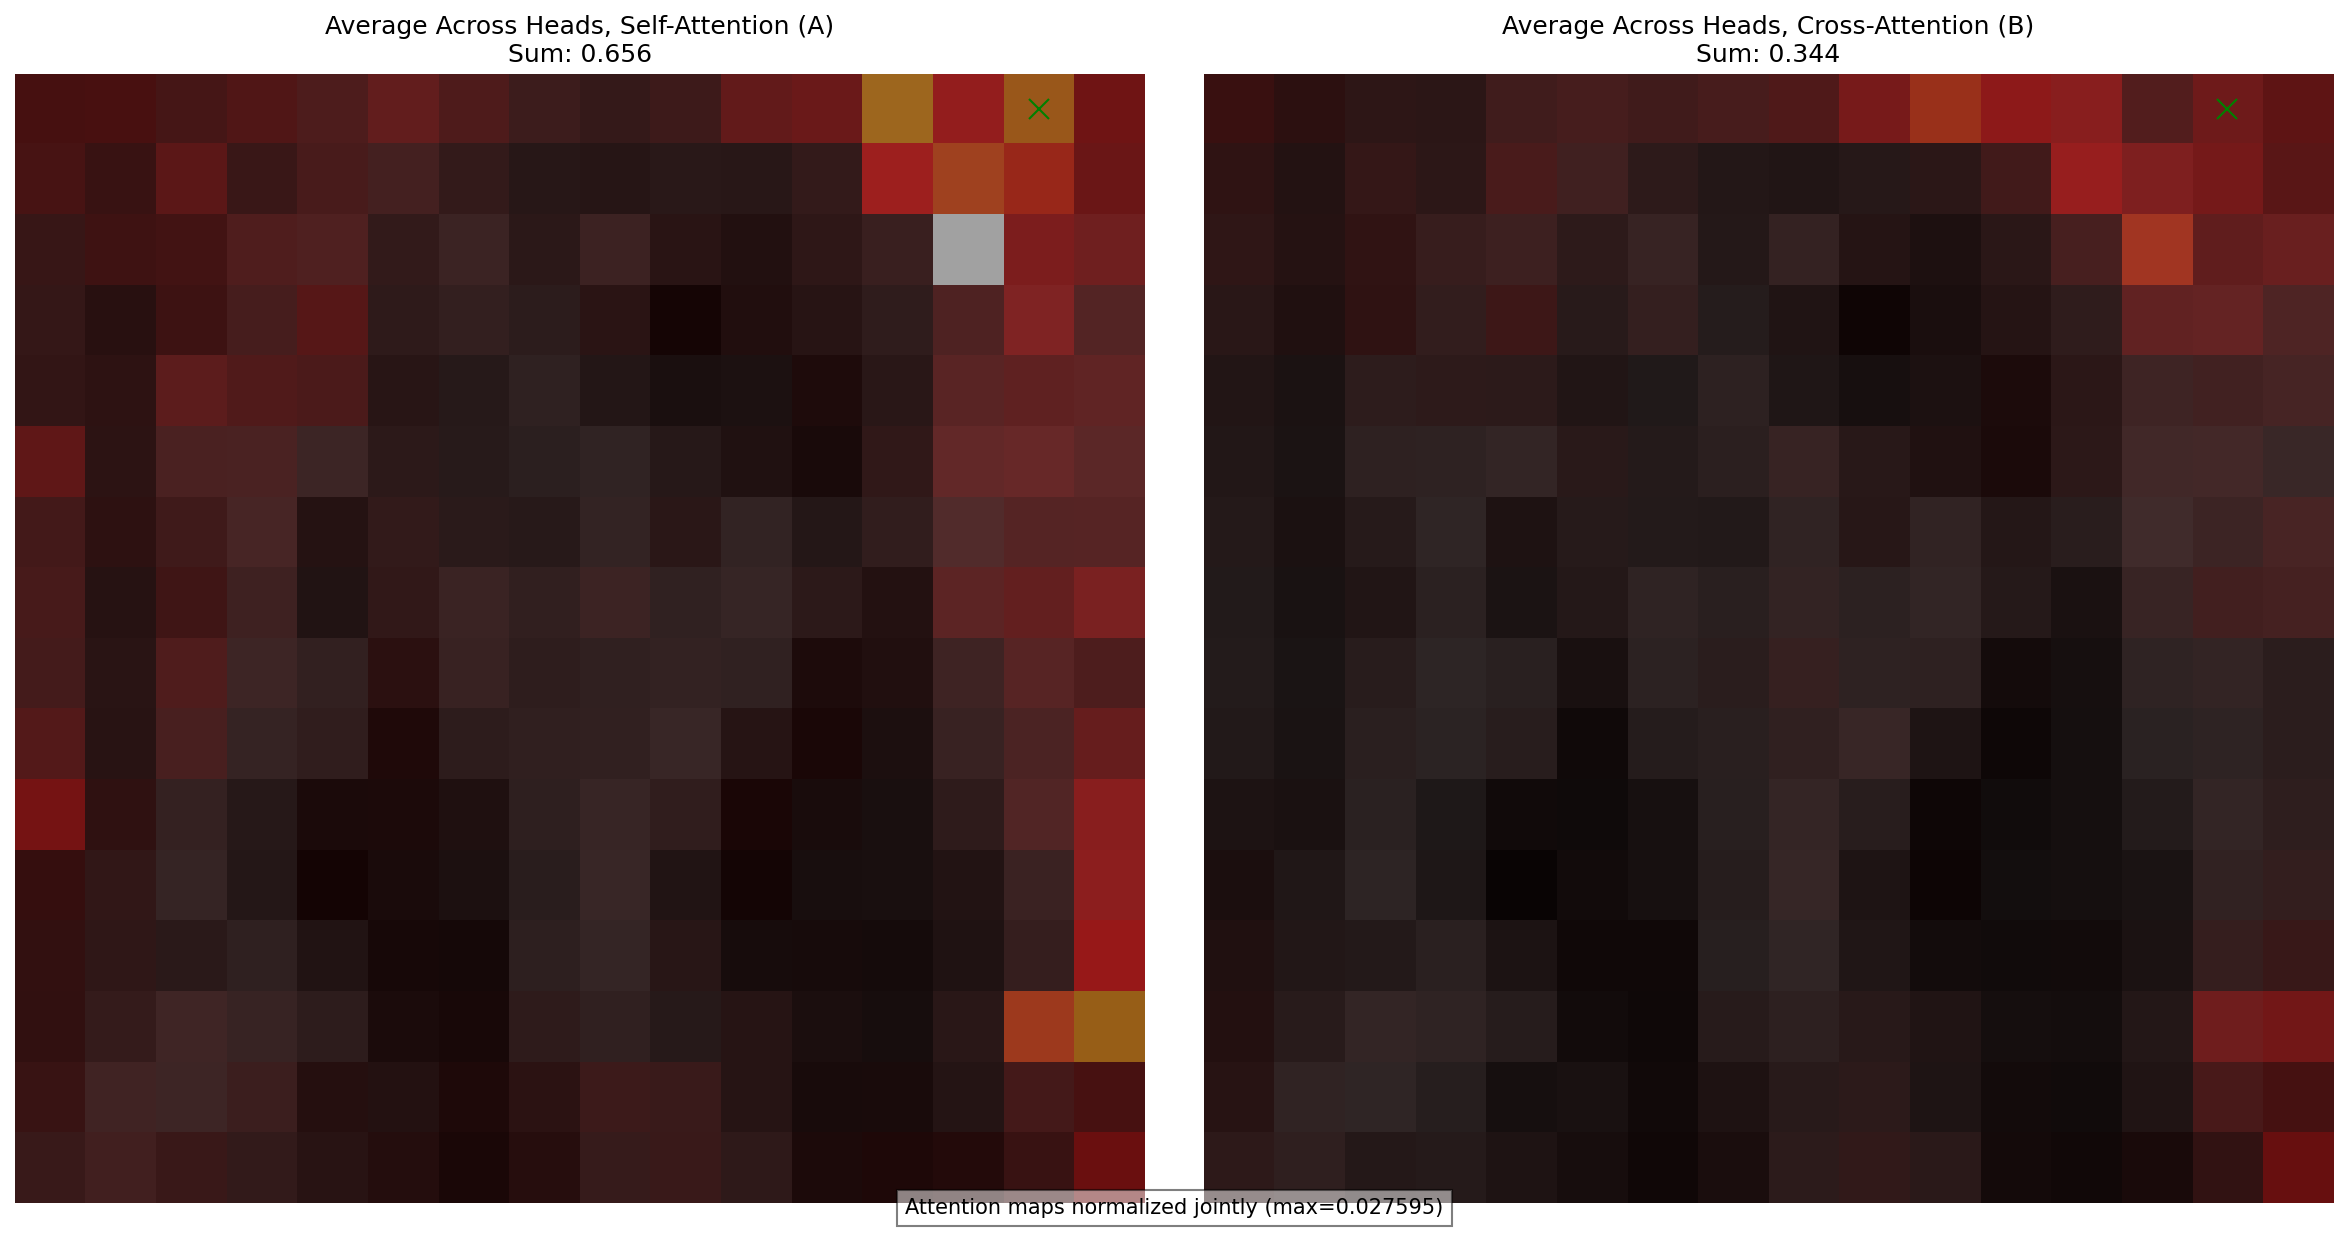 Average Across Heads, Self-Attention (A)
Sum: 0.656
Average Across Heads, Cross-Attention (B)
Sum: 0.344
Attention maps normalized jointly (max=0.027595)